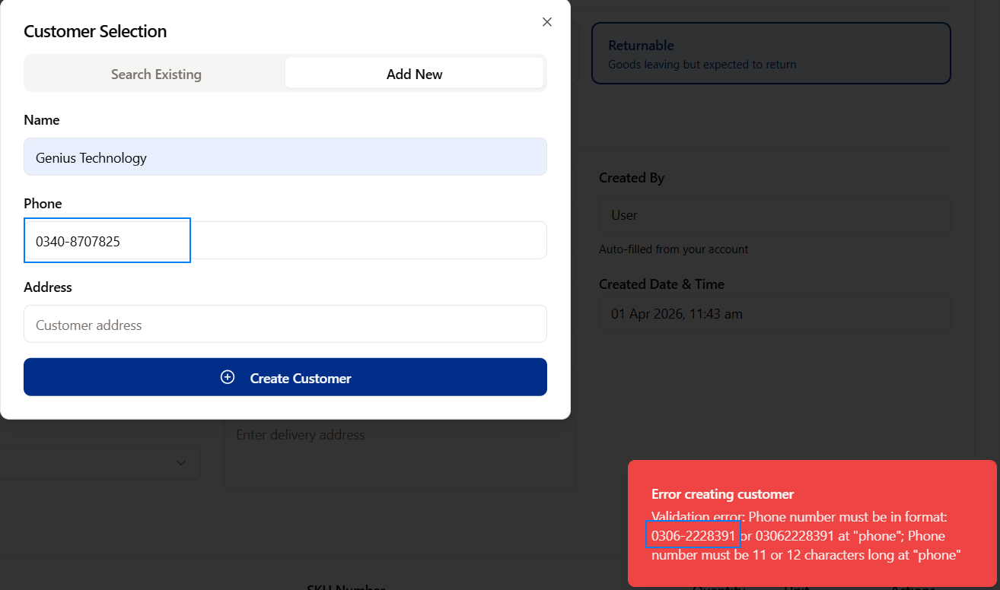 Customer Selection
Search Existing
Add New
Name
Genius Technology
Phone
0340-8707825
Address
Customer address
Create Customer
Returnable
Goods leaving but expected to return
Created By
User
Auto-filled from your account
Created Date & Time
01 Apr 2026, 11:43 am
Enter delivery address
Error creating customer
Validation error: Phone number must be in format:
0306-2228391 or 03062228391 at "phone"; Phone
number must be 11 or 12 characters long at "phone"
SKU Number
Quantity
Unit
Actions